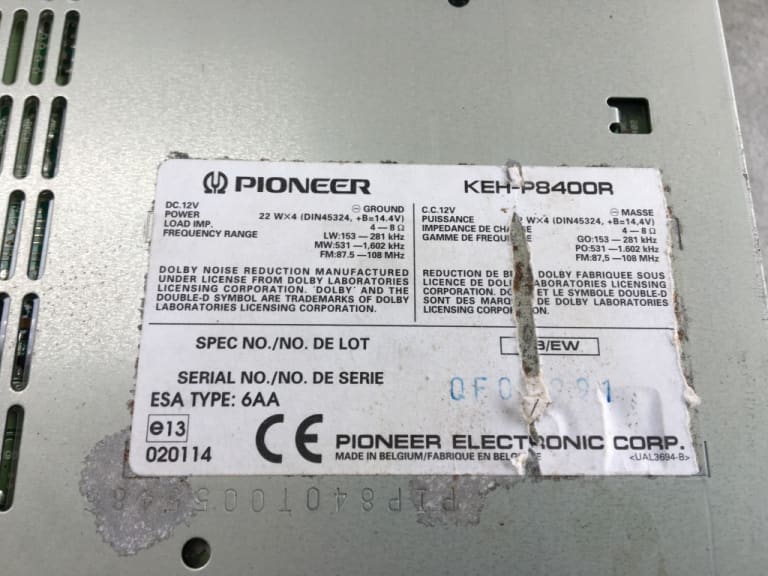 PIONEER
KEH-P8400R
DC.12V ⊖ GROUND
POWER 22 W×4 (DIN45324, +B=14,4V)
LOAD IMP. 4 — 8 Ω
FREQUENCY RANGE LW:153 — 281 kHz
MW:531 —1,602 kHz
FM:87.5 —108 MHz
DOLBY NOISE REDUCTION MANUFACTURED
UNDER LICENSE FROM DOLBY LABORATORIES
LICENSING CORPORATION. 'DOLBY' AND THE
DOUBLE-D SYMBOL ARE TRADEMARKS OF DOLBY
LABORATORIES LICENSING CORPORATION.
C.C.12V ⊖ MASSE
PUISSANCE W×4 (DIN45324, +B=14,4V)
IMPEDANCE DE 4 — 8 Ω
GAMME DE GO:153 — 281 kHz
PO:531 —1.602 kHz
FM:87,5 —108 MHz
REDUCTION DE DOLBY FABRIQUEE SOUS
LICENCE DE DOLBY LABORATORIES LICENSING
CORPORATION. ET LE SYMBOLE DOUBLE-D
SONT DES DE DOLBY LABORATORIES
LICENSING CORPORATION.
SPEC NO./NO. DE LOT /EW
SERIAL NO./NO. DE SERIE
ESA TYPE: 6AA
e13
020114
CE
PIONEER ELECTRONIC CORP.
MADE IN BELGIUM/FABRIQUE EN
<UAL3694-B>